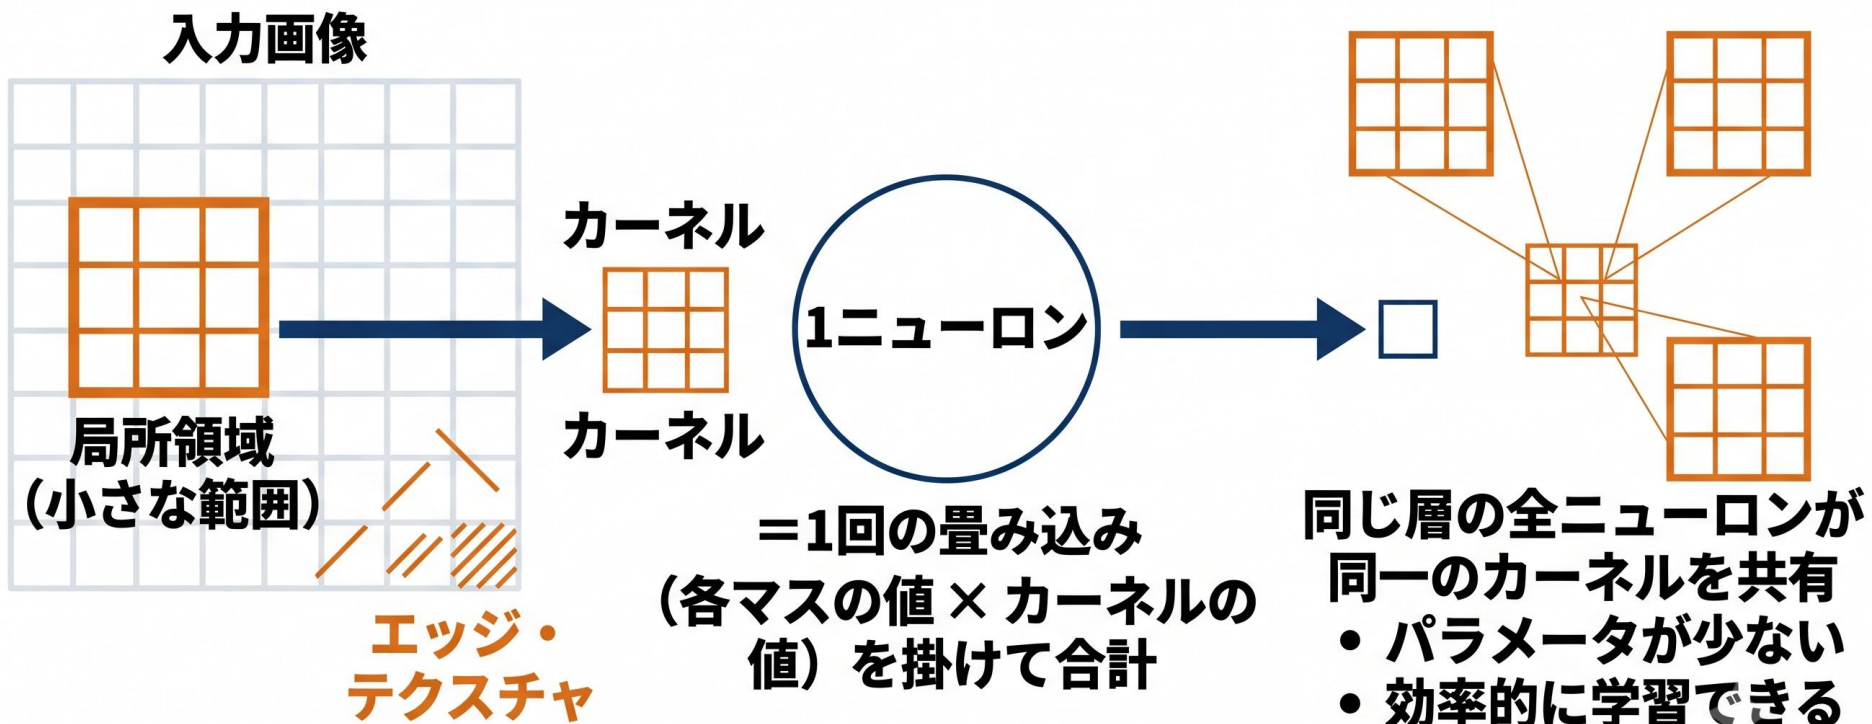 入力画像
局所領域
（小さな範囲）
エッジ・
テクスチャ
カーネル
カーネル
1ニューロン
＝1回の畳み込み
（各マスの値 × カーネルの
値）を掛けて合計
同じ層の全ニューロンが
同一のカーネルを共有
• パラメータが少ない
• 効率的に学習できる